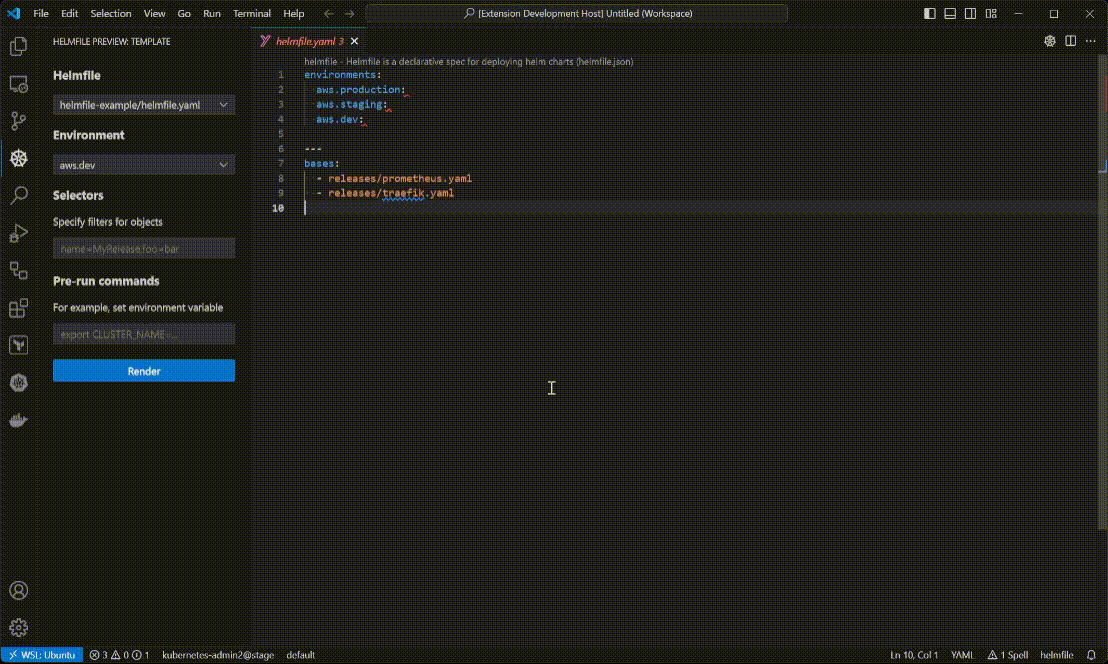 File Edit Selection View Go Run Terminal Help
[Extension Development Host] Untitled (Workspace)
HELMFILE PREVIEW: TEMPLATE
Helmfile
helmfile-example/helmfile.yaml
Environment
aws.dev
Selectors
Specify filters for objects
name=MyRelease,foo=bar
Pre-run commands
For example, set environment variable
export CLUSTER_NAME=...
Render
helmfile.yaml 3
helmfile - Helmfile is a declarative spec for deploying helm charts (helmfile.json)
1 environments:
2 aws.production:
3 aws.staging:
4 aws.dev:
5
6 ---
7 bases:
8 - releases/prometheus.yaml
9 - releases/traefik.yaml
10
WSL: Ubuntu 3 0 1 kubernetes-admin2@stage default Ln 10, Col 1 YAML 1 Spell helmfile